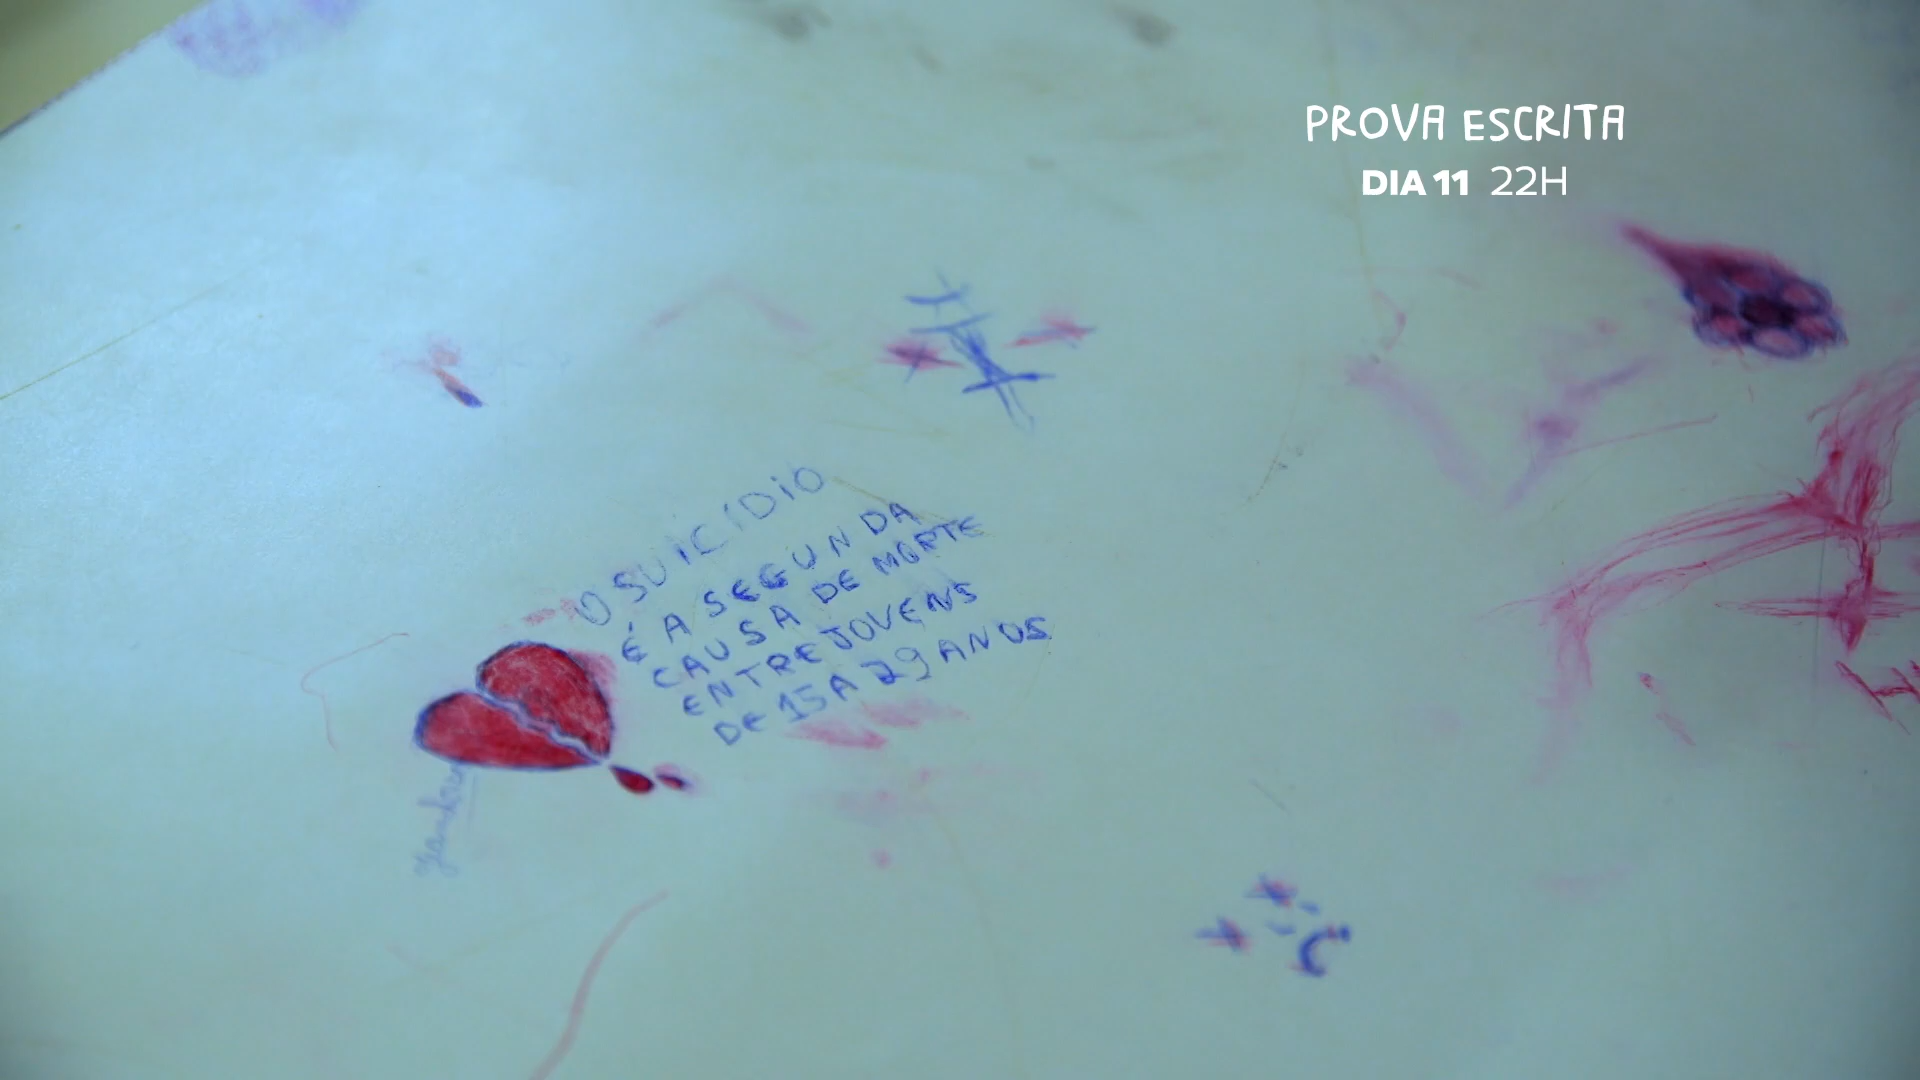 PROVA ESCRITA
DIA 11 22H
O SUICÍDIO
É A SEGUNDA
CAUSA DE MORTE
ENTRE JOVENS
DE 15 A 29 ANOS